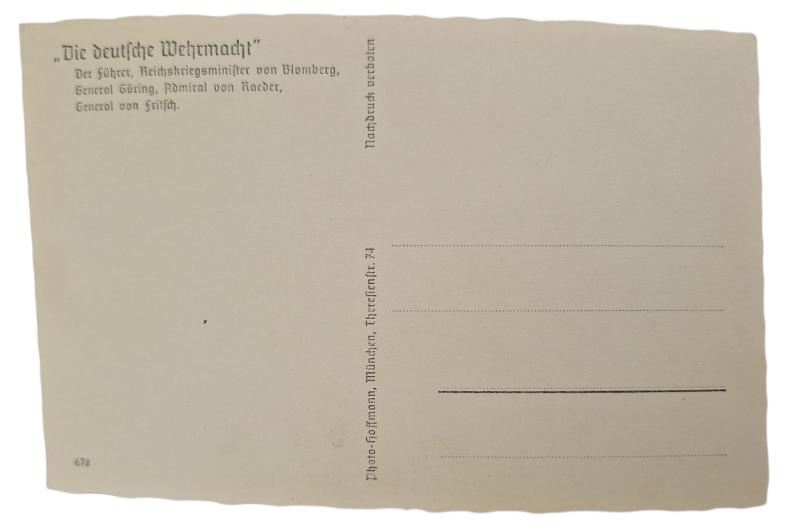 „Die deutsche Wehrmacht”
Der Führer, Reichskriegsminister von Blomberg,
General Göring, Admiral von Raeder,
General von Fritsch.
Nachdruck verboten
Photo-Hoffmann, München, Theresienstr. 74
678